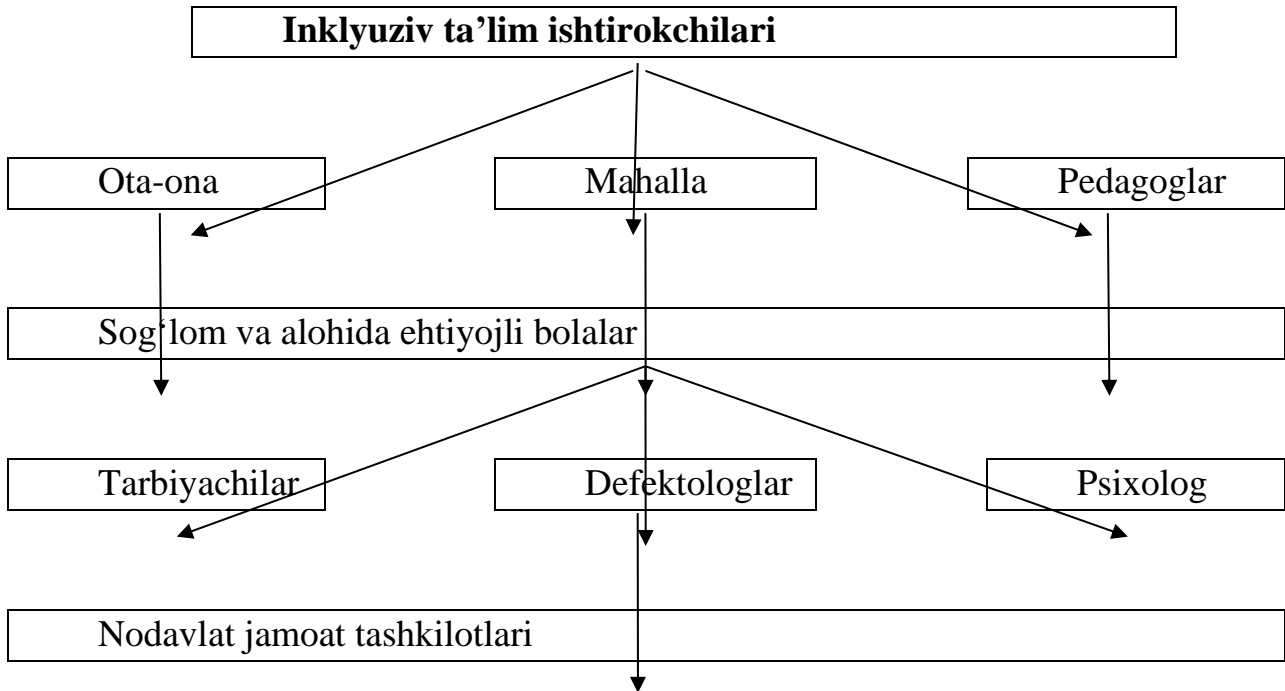 Inklyuziv ta’lim ishtirokchilari
Ota-ona Mahalla Pedagoglar
Sog‘lom va alohida ehtiyojli bolalar
Tarbiyachilar Defektologlar Psixolog
Nodavlat jamoat tashkilotlari